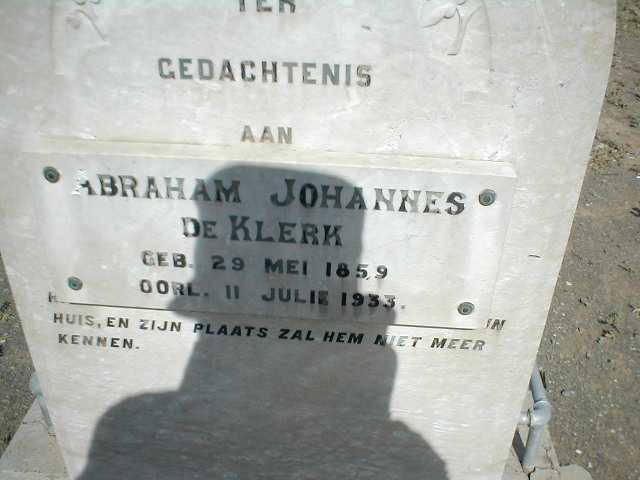 TER
GEDACHTENIS
AAN
ABRAHAM JOHANNES
DE KLERK
GEB. 29 MEI 1859
OORL. 11 JULIE 1933.
IN
HUIS, EN ZIJN PLAATS ZAL HEM NIET MEER
KENNEN.